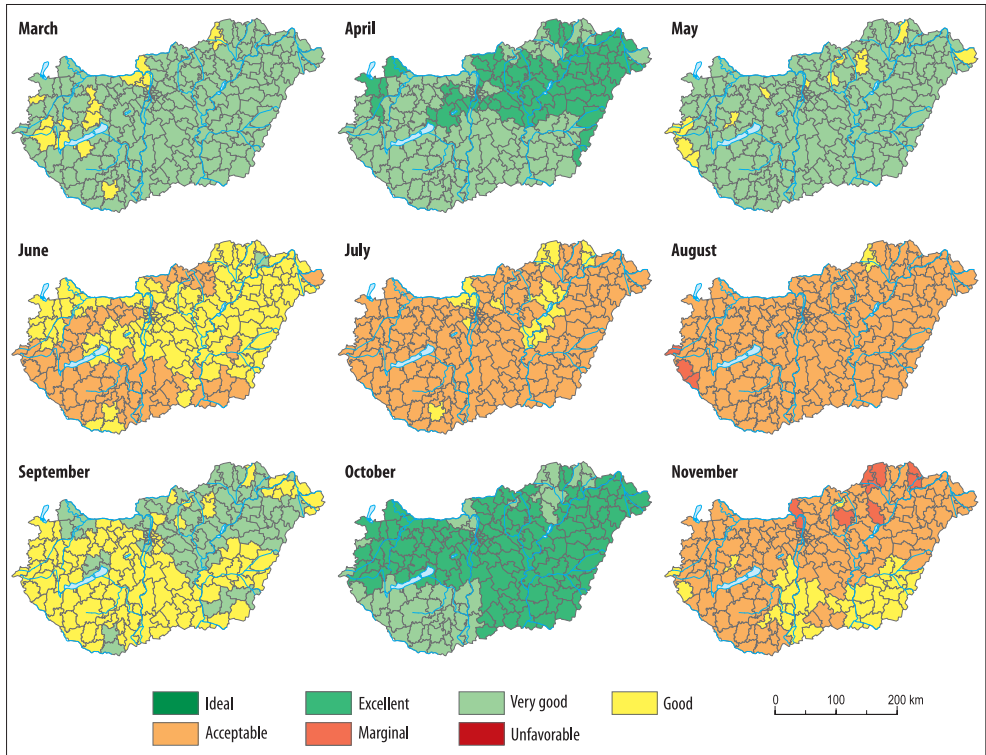 March
April
May
June
July
August
September
October
November
Ideal
Excellent
Very good
Good
Acceptable
Marginal
Unfavorable
0 100 200 km